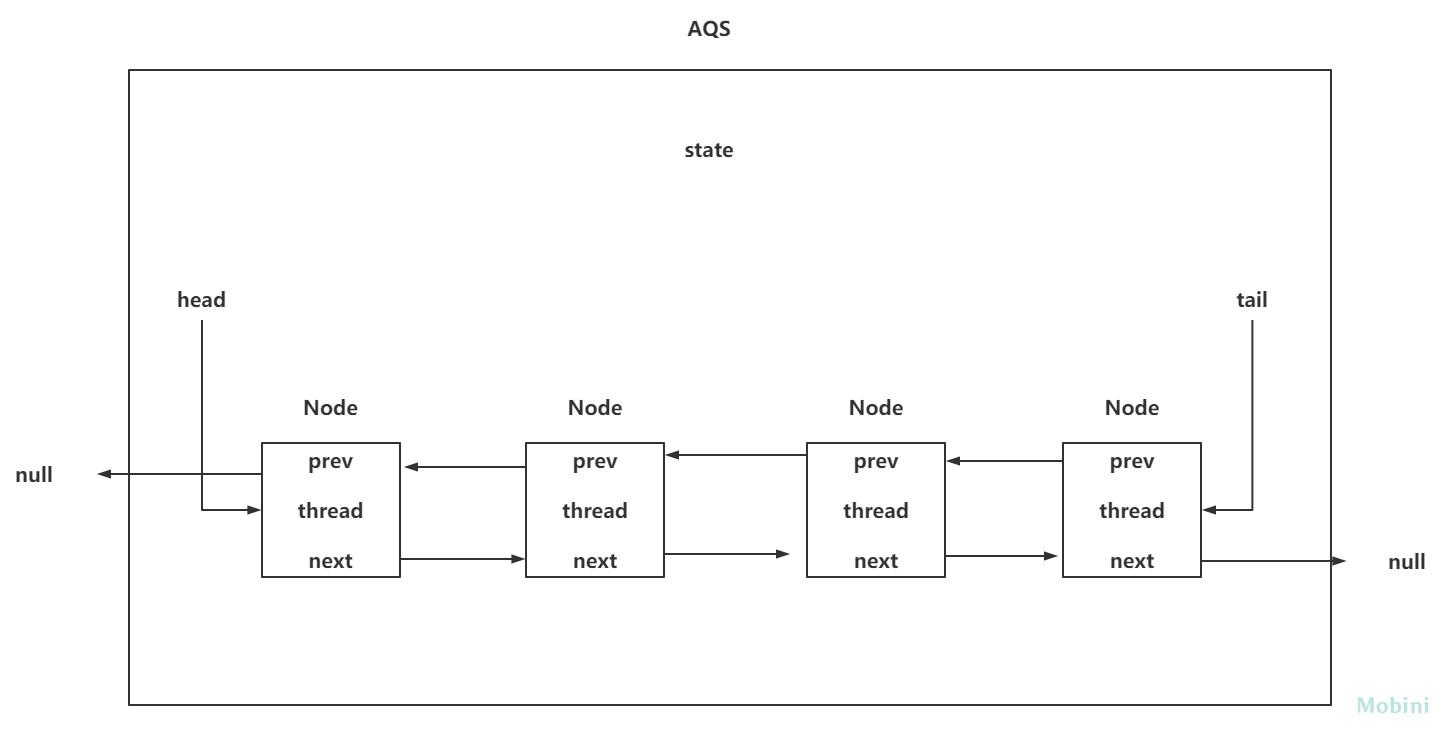 AQS
state
head
tail
Node
Node
Node
Node
null
prev
thread
next
prev
thread
next
prev
thread
next
prev
thread
next
null
Mobini